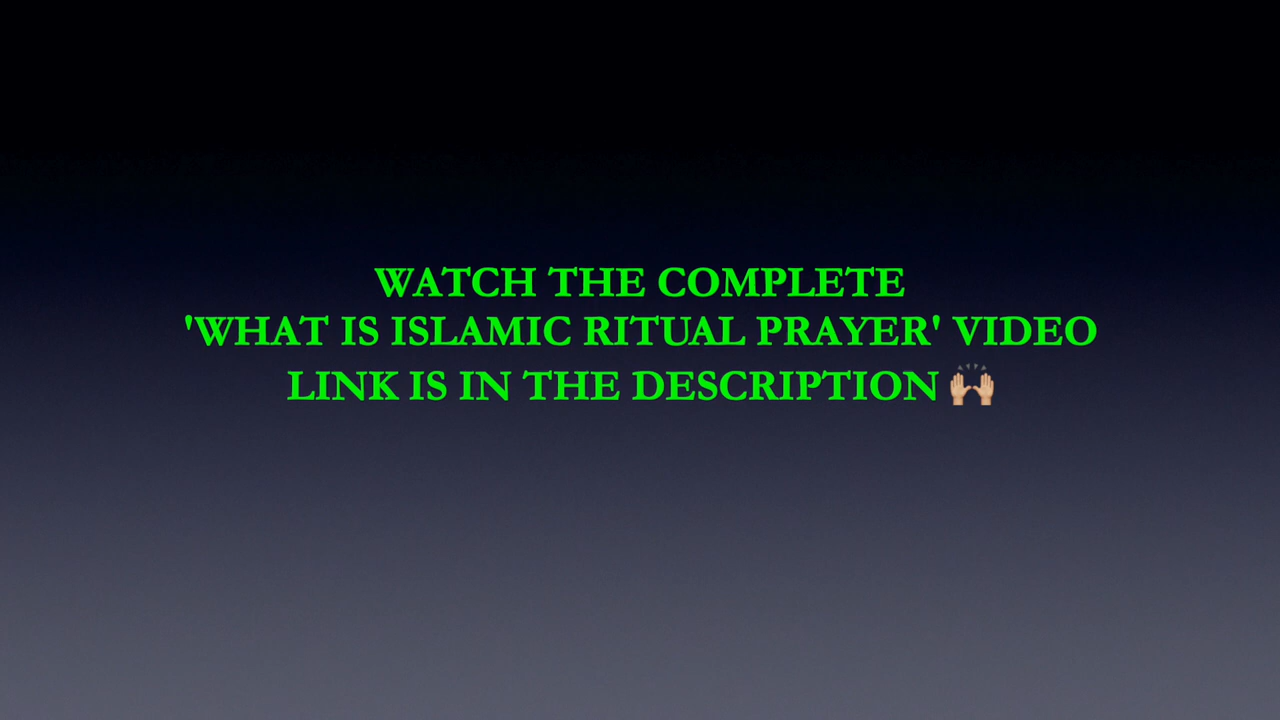 WATCH THE COMPLETE
'WHAT IS ISLAMIC RITUAL PRAYER' VIDEO
LINK IS IN THE DESCRIPTION 🙌🏼